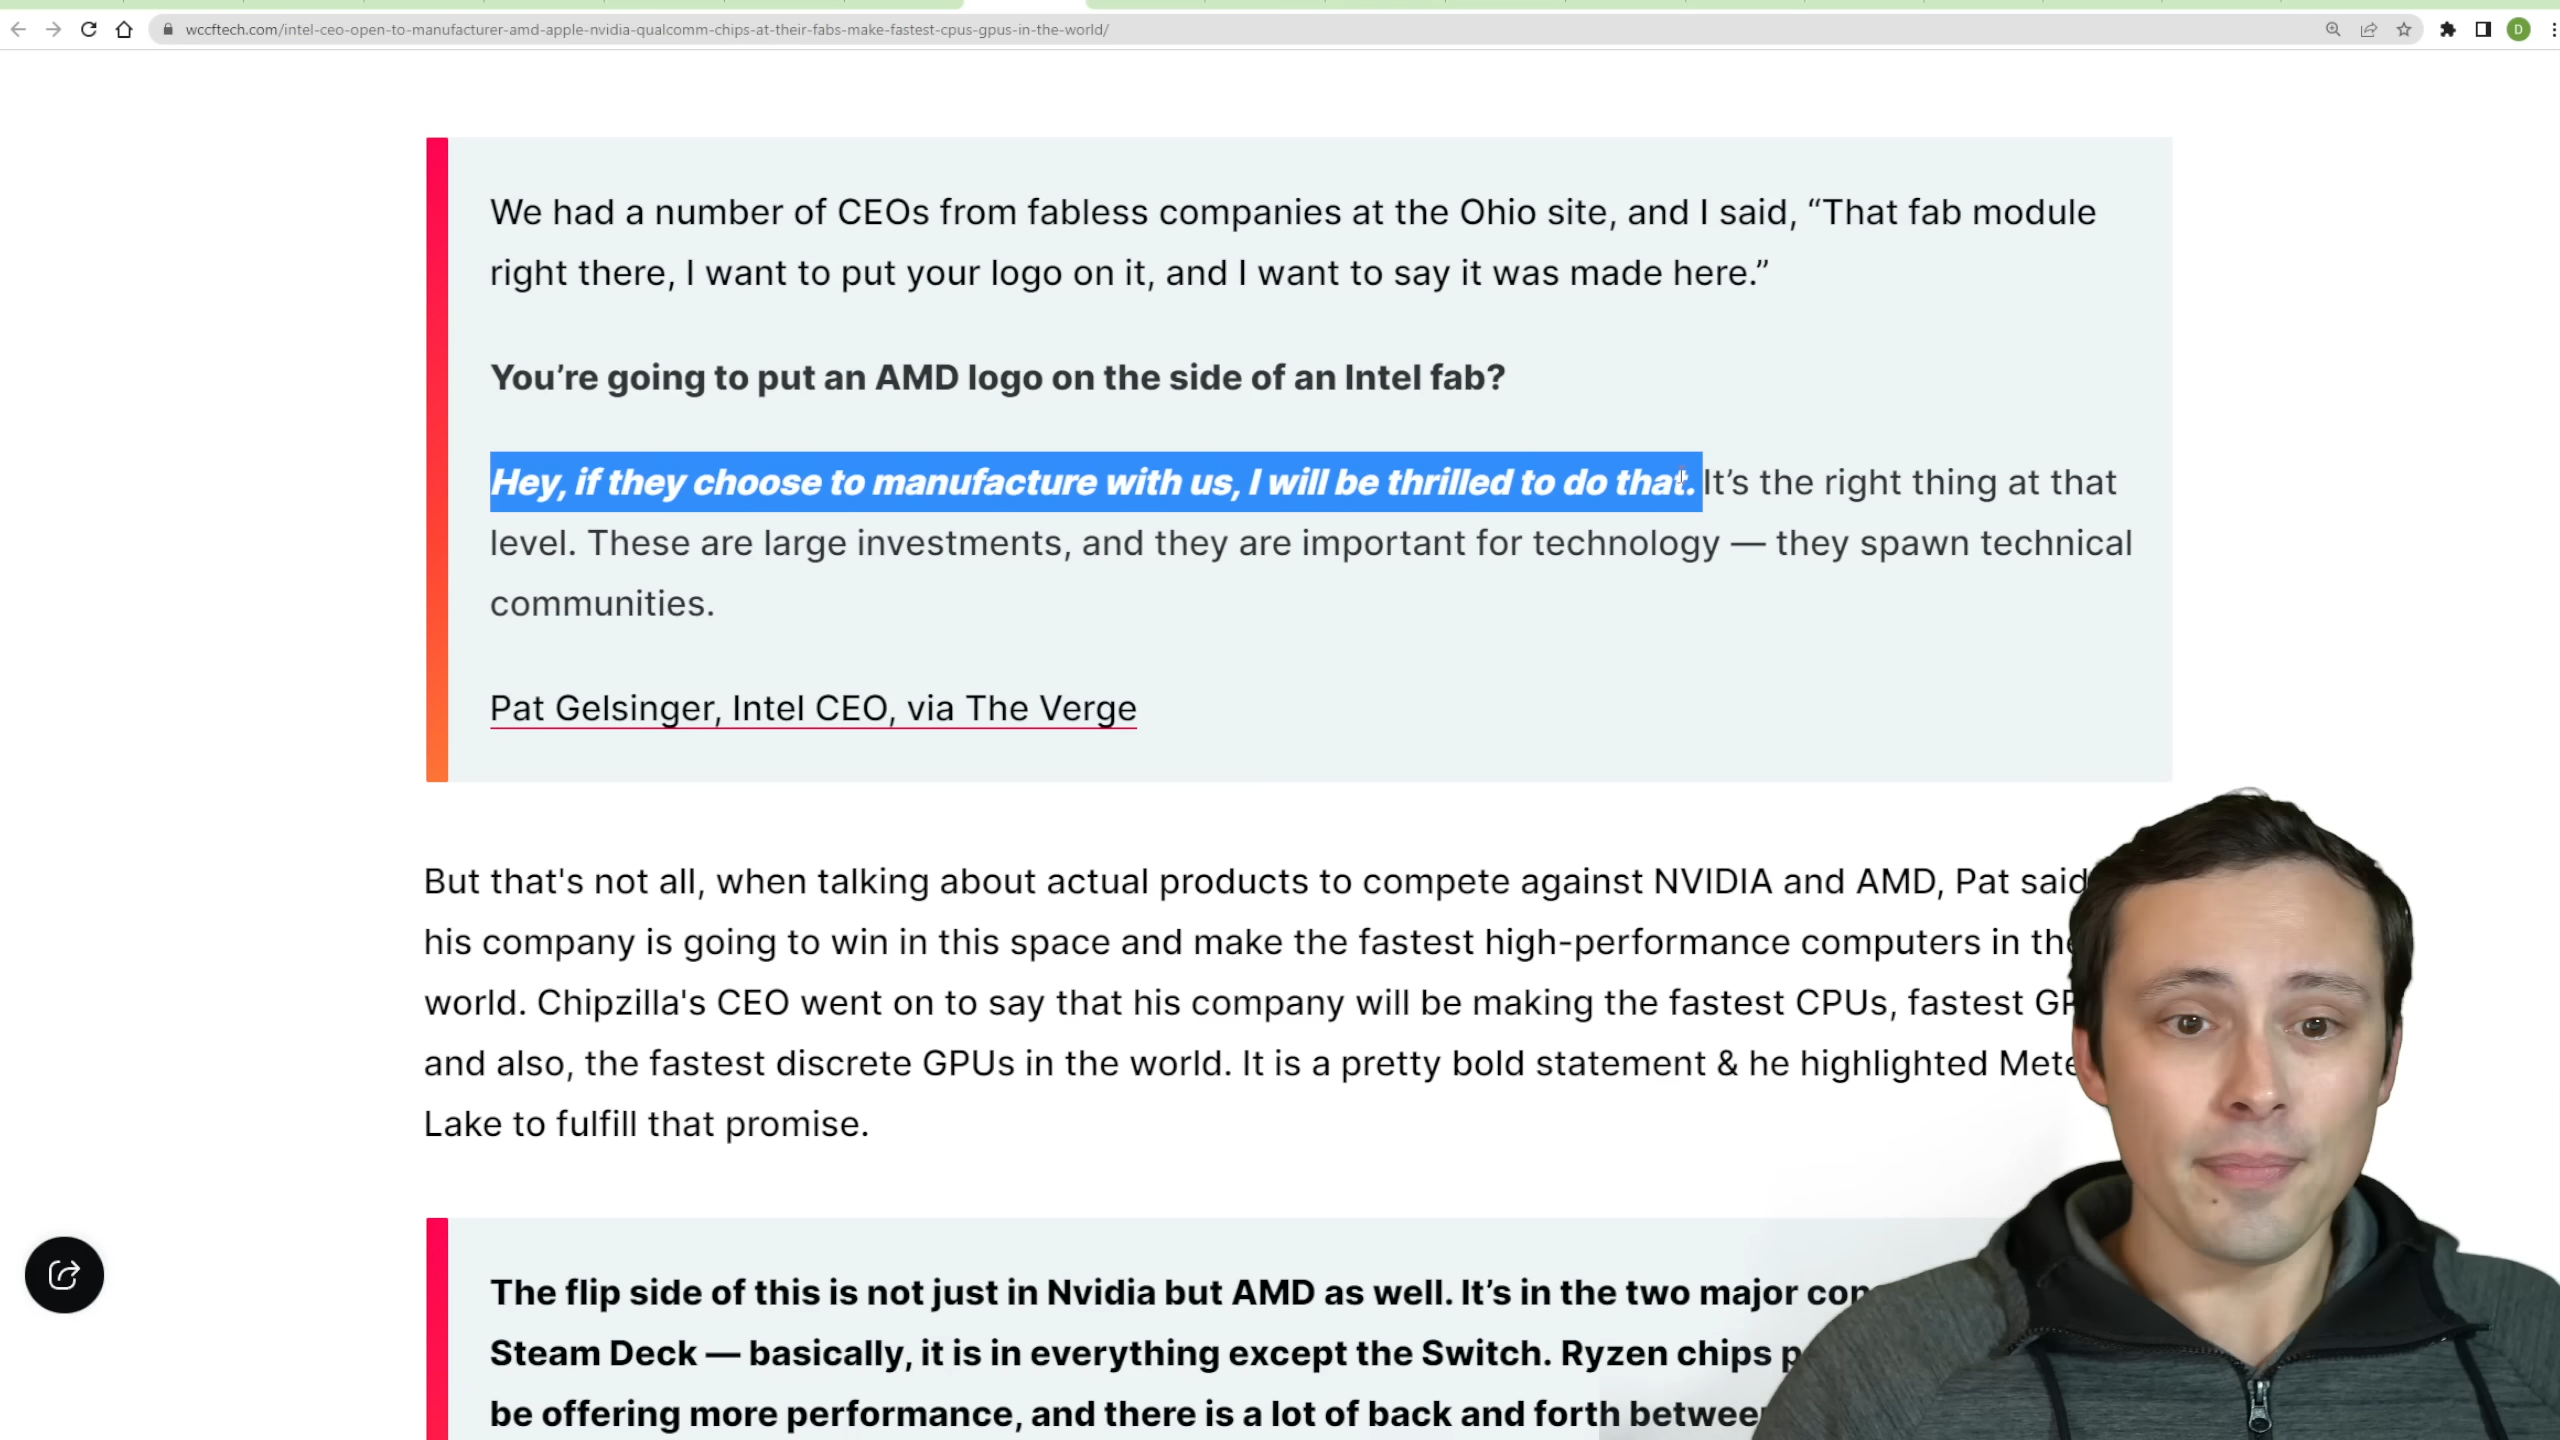 wccftech.com/intel-ceo-open-to-manufacturer-amd-apple-nvidia-qualcomm-chips-at-their-fabs-make-fastest-cpus-gpus-in-the-world/
D
We had a number of CEOs from fabless companies at the Ohio site, and I said, “That fab module
right there, I want to put your logo on it, and I want to say it was made here.”
You’re going to put an AMD logo on the side of an Intel fab?
Hey, if they choose to manufacture with us, I will be thrilled to do that. It’s the right thing at that
level. These are large investments, and they are important for technology — they spawn technical
communities.
Pat Gelsinger, Intel CEO, via The Verge
But that's not all, when talking about actual products to compete against NVIDIA and AMD, Pat said
his company is going to win in this space and make the fastest high-performance computers in the
world. Chipzilla's CEO went on to say that his company will be making the fastest CPUs, fastest
and also, the fastest discrete GPUs in the world. It is a pretty bold statement & he highlighted
Lake to fulfill that promise.
The flip side of this is not just in Nvidia but AMD as well. It’s in the two major
Steam Deck — basically, it is in everything except the Switch. Ryzen chips
be offering more performance, and there is a lot of back and forth between